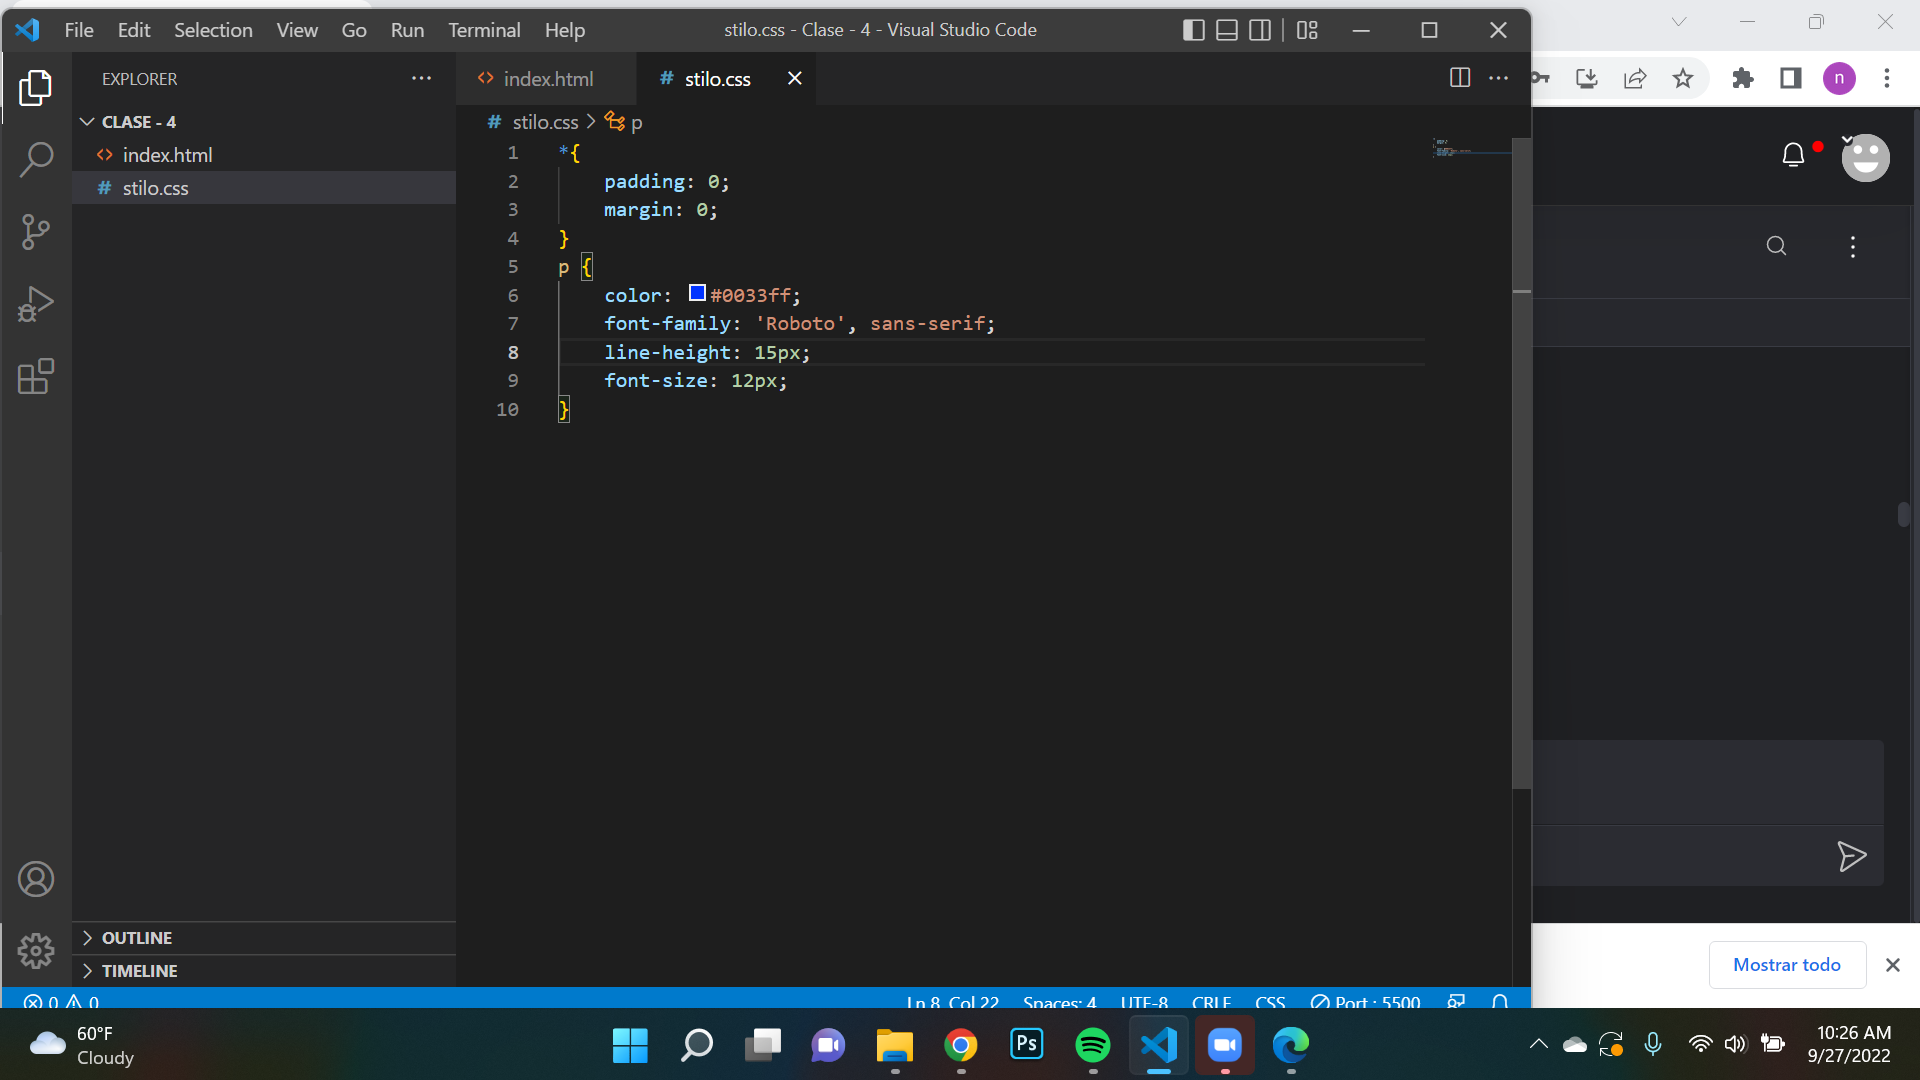 File Edit Selection View Go Run Terminal Help
stilo.css - Clase - 4 - Visual Studio Code
EXPLORER
CLASE - 4
index.html
stilo.css
OUTLINE
TIMELINE
index.html
# stilo.css
# stilo.css > p
1 *{
2 padding: 0;
3 margin: 0;
4 }
5 p {
6 color: #0033ff;
7 font-family: 'Roboto', sans-serif;
8 line-height: 15px;
9 font-size: 12px;
10 }
0 0
Ln 8, Col 22 Spaces: 4 UTF-8 CRLF CSS Port : 5500
n
Mostrar todo
60°F
Cloudy
Ps
10:26 AM
9/27/2022